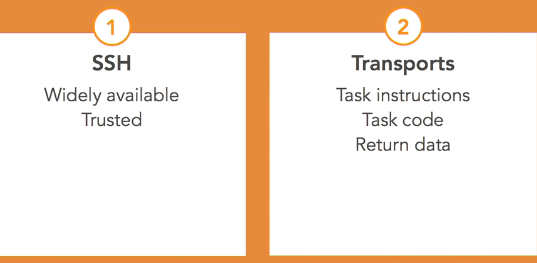 1
SSH
Widely available
Trusted
2
Transports
Task instructions
Task code
Return data